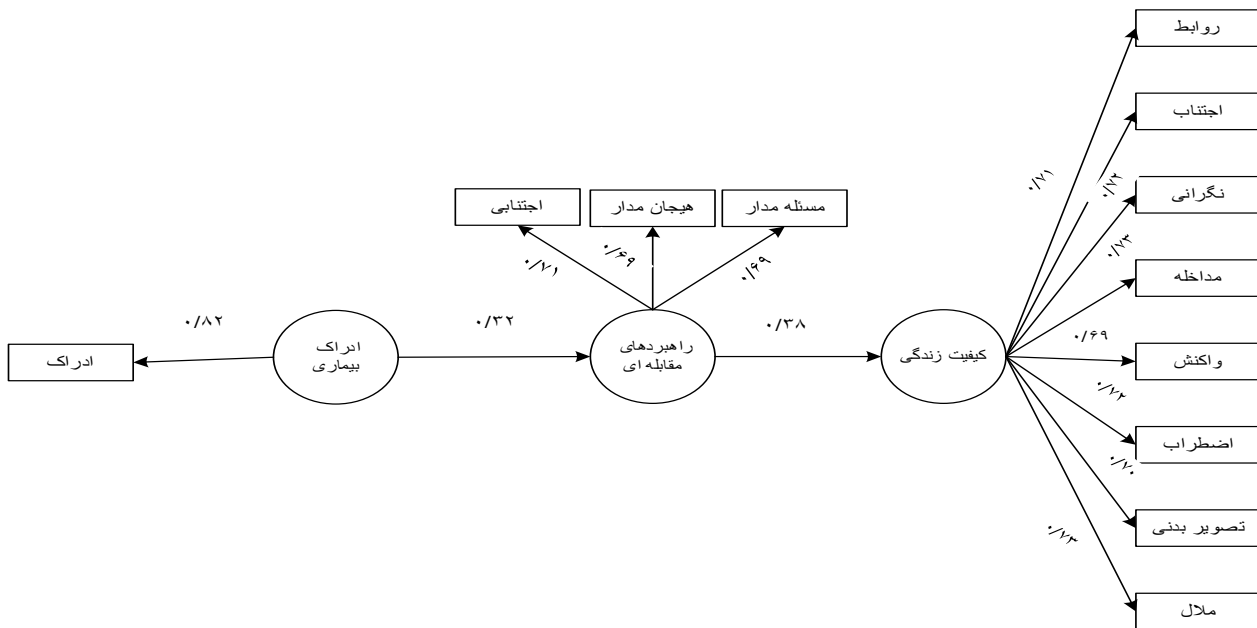 روابط
اجتناب
نگرانی
مداخله
واکنش
اضطراب
تصویر بدنی
ملال
۰/۷۱
۰/۷۲
۰/۷۳
۰/۶۹
۰/۷۲
۰/۷۰
۰/۷۳
مسئله مدار
هیجان مدار
اجتنابی
۰/۶۹
۰/۶۹
۰/۷۱
کیفیت زندگی
۰/۳۸
راهبردهای
مقابله ای
۰/۳۲
ادراک
بیماری
۰/۸۲
ادراک